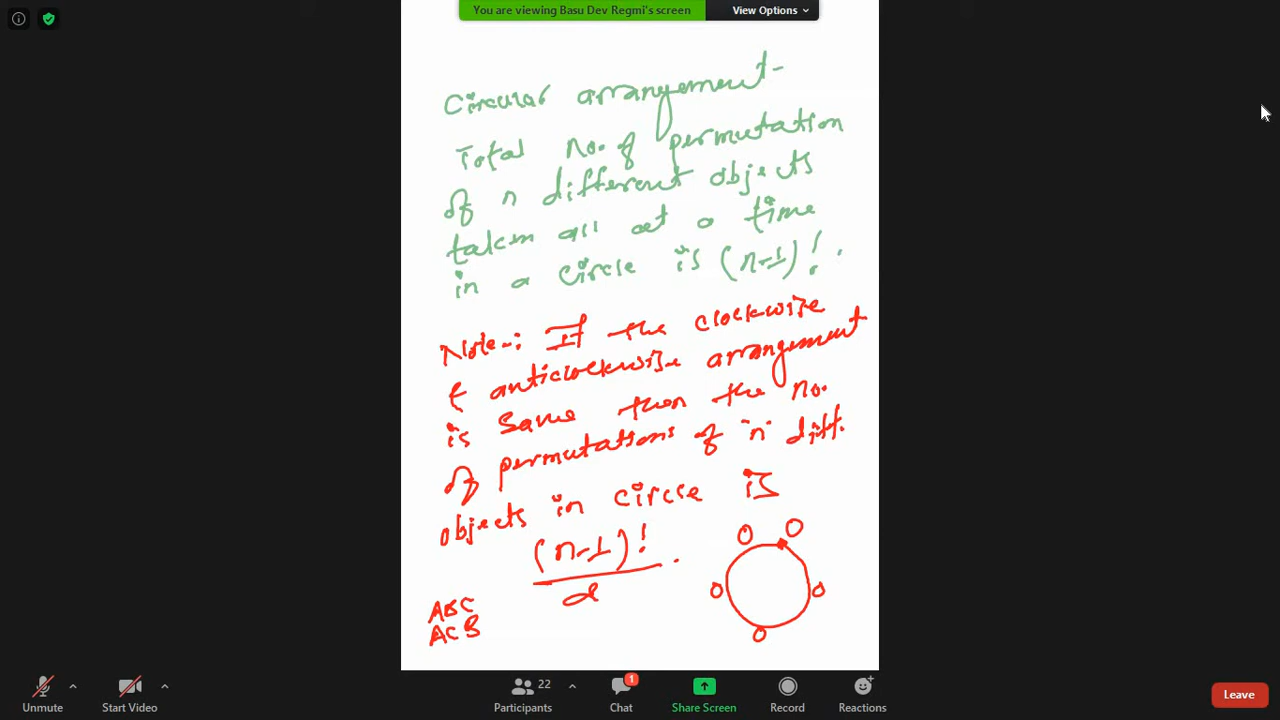 You are viewing Basu Dev Regmi's screen
View Options
Circular arrangement-
Total No. of permutation
of n different objects
taken all at a time
in a circle is (n-1)! .
Note-: If the clockwise
& anticlockwise arrangement
is same then the no.
of permutations of "n" diff.
objects in circle is
(n-1)! .
2
ABC
ACB
Unmute
Start Video
22
Participants
1
Chat
Share Screen
Record
Reactions
Leave